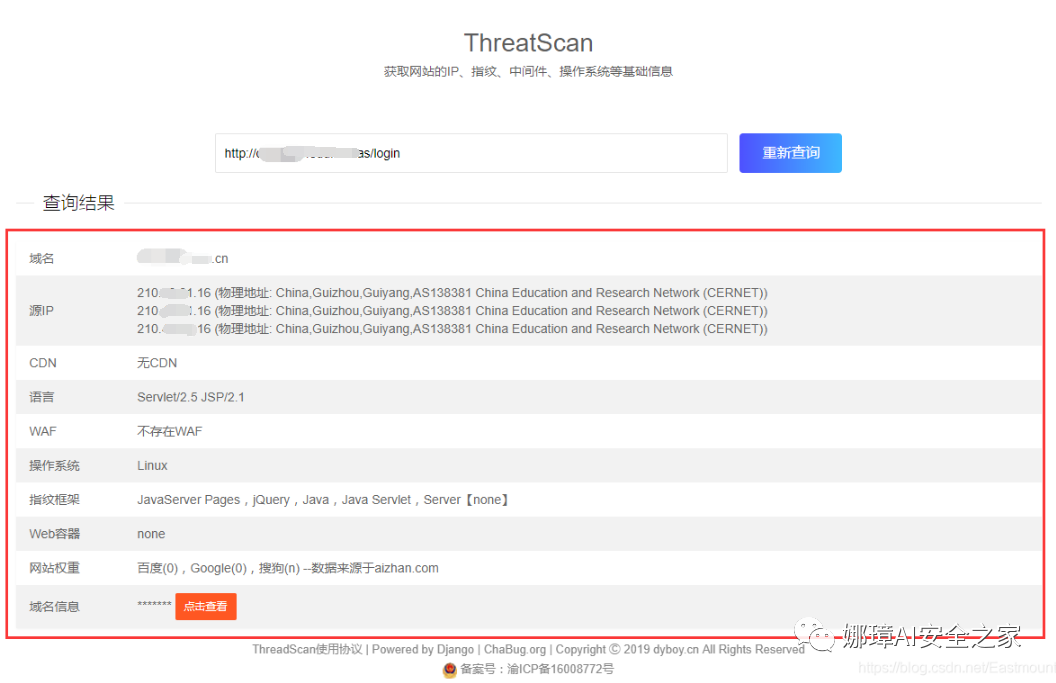 ThreatScan
获取网站的IP、指纹、中间件、操作系统等基础信息
http:// as/login 重新查询
查询结果
域名 .cn
源IP
210. 1.16 (物理地址: China,Guizhou,Guiyang,AS138381 China Education and Research Network (CERNET))
210. .16 (物理地址: China,Guizhou,Guiyang,AS138381 China Education and Research Network (CERNET))
210. 16 (物理地址: China,Guizhou,Guiyang,AS138381 China Education and Research Network (CERNET))
CDN 无CDN
语言 Servlet/2.5 JSP/2.1
WAF 不存在WAF
操作系统 Linux
指纹框架 JavaServer Pages，jQuery，Java，Java Servlet，Server【none】
Web容器 none
网站权重 百度(0)，Google(0)，搜狗(n) --数据来源于aizhan.com
域名信息 ******* 点击查看
娜璋AI安全之家
ThreadScan使用协议 | Powered by Django | ChaBug.org | Copyright © 2019 dyboy.cn All Rights Reserved
备案号：渝ICP备16008772号
https://blog.csdn.net/Eastmount